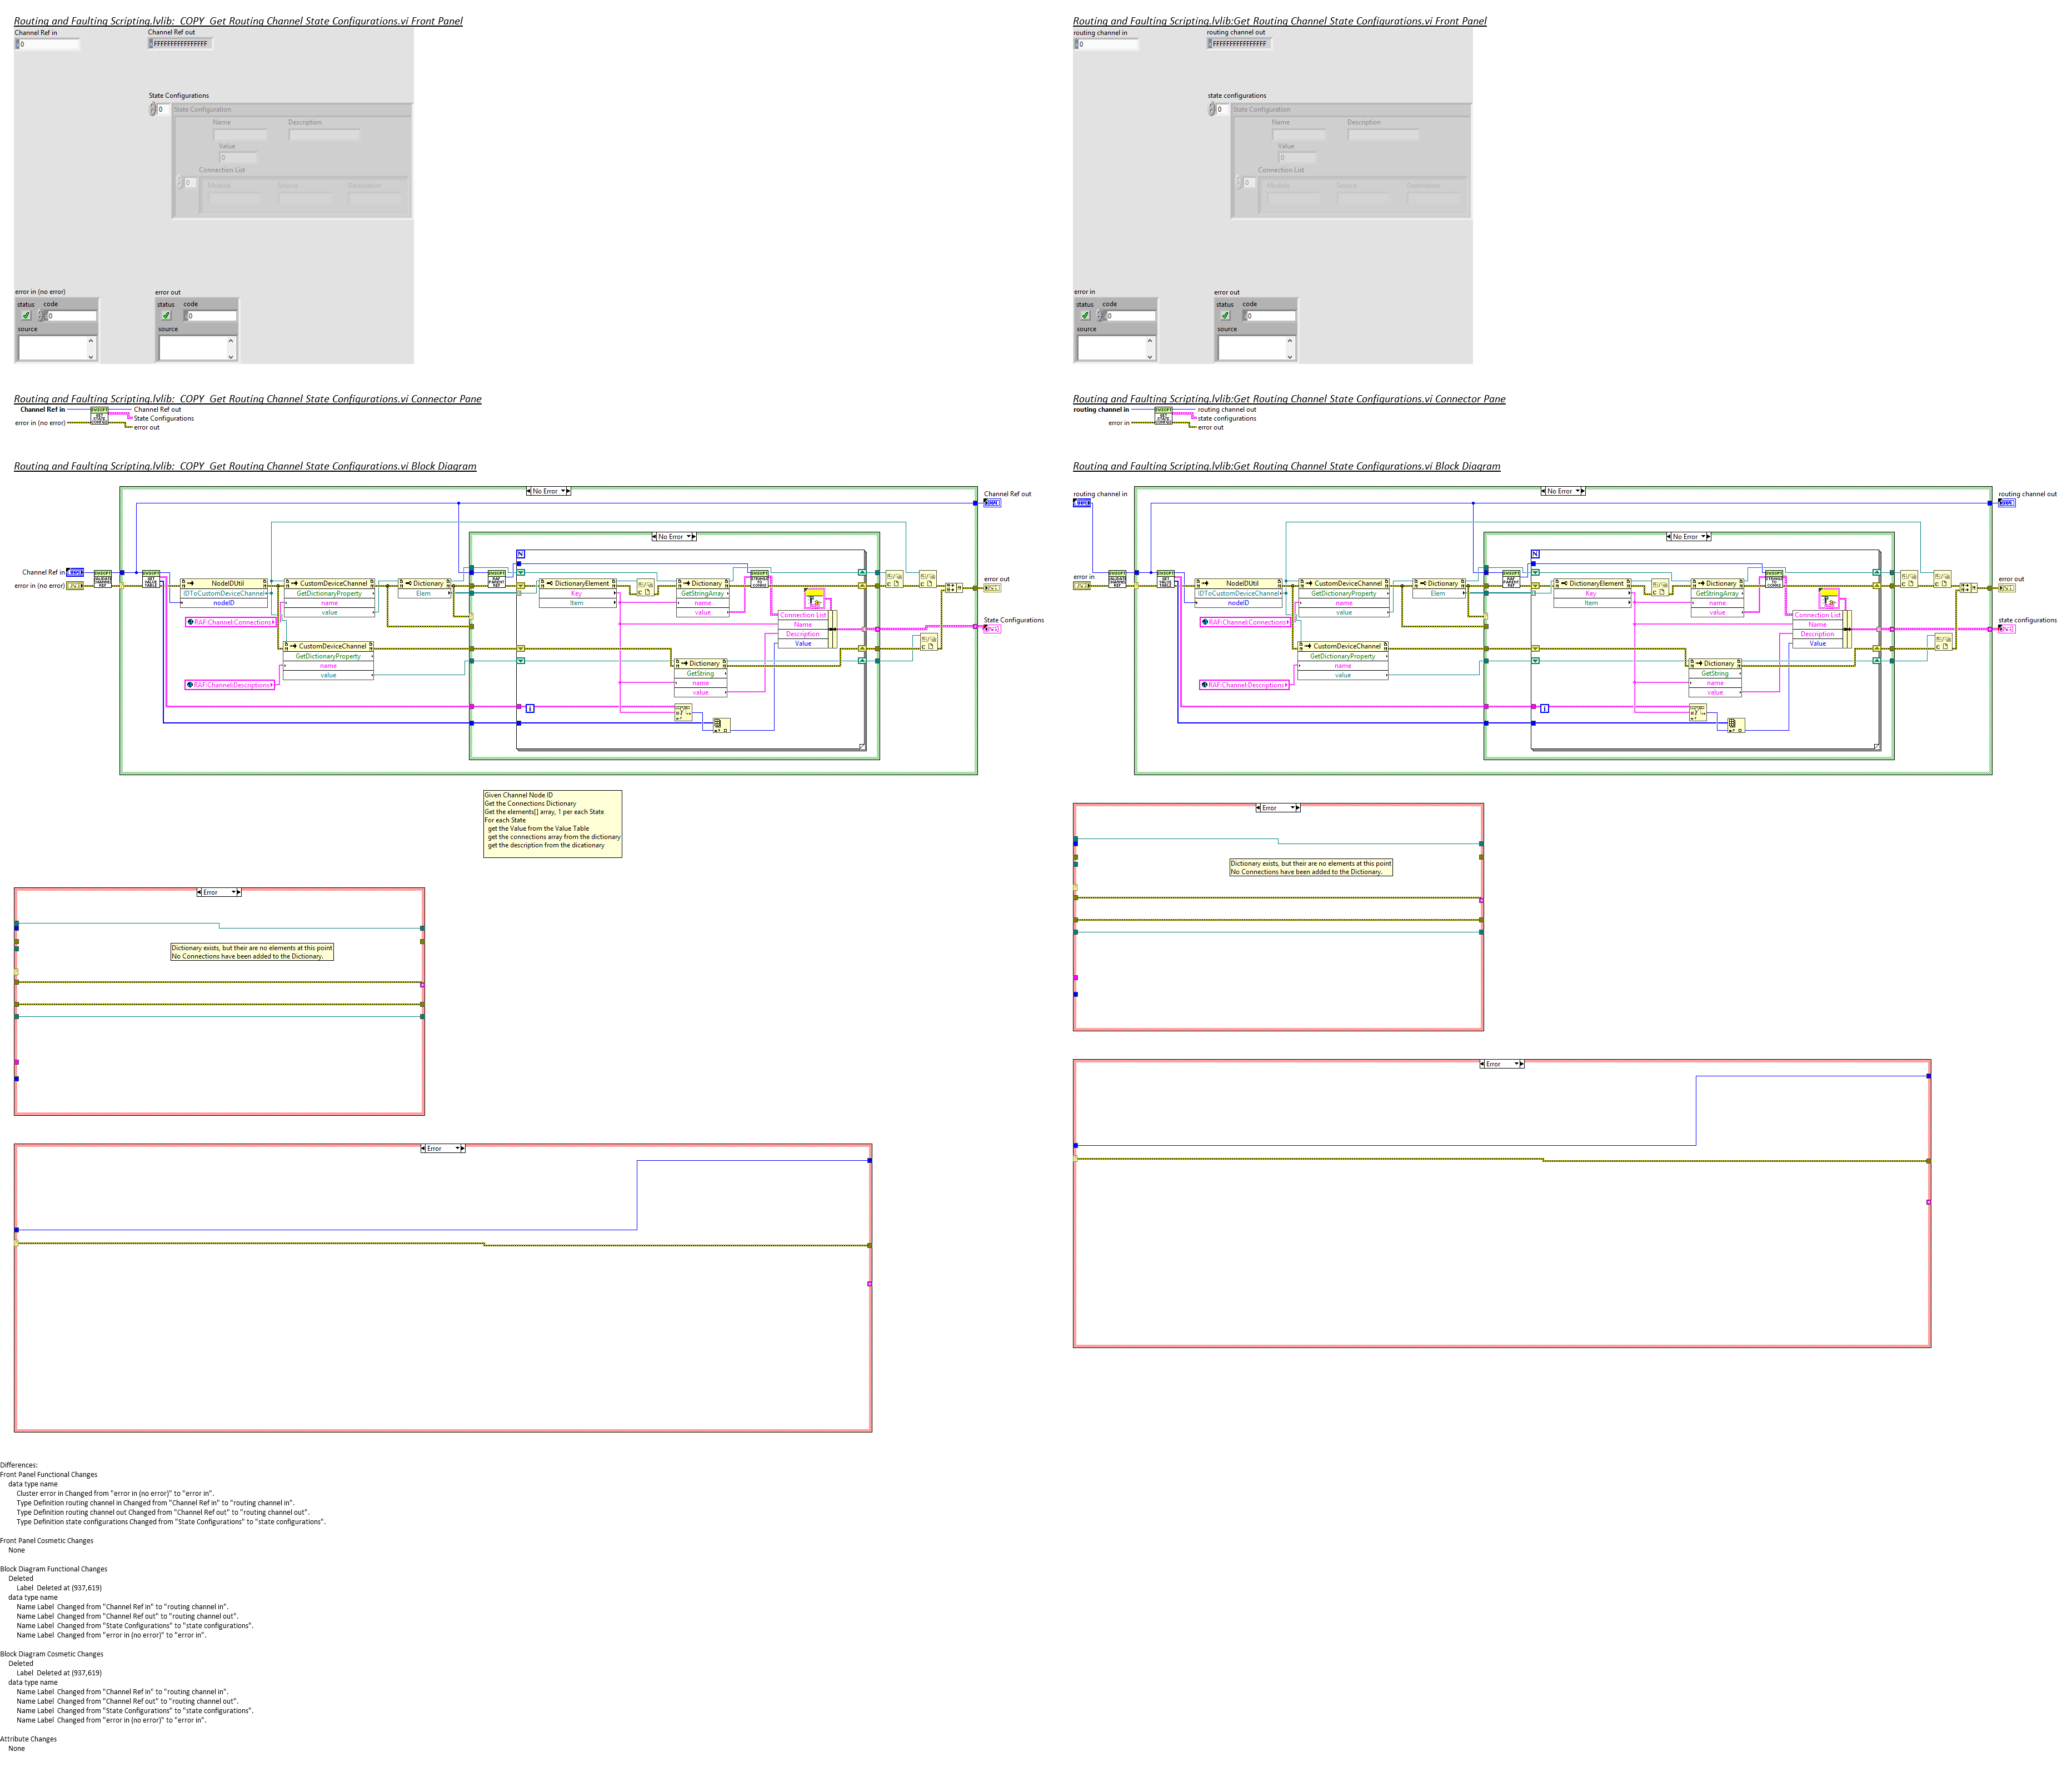 Routing and Faulting Scripting.lvlib:_COPY_Get Routing Channel State Configurations.vi Front Panel
Channel Ref in
0
Channel Ref out
FFFFFFFFFFFFFFF
State Configurations
0
State Configuration
Name
Description
Value
0
Connection List
0
Module
Source
Destination
error in (no error)
status
code
0
source
error out
status
code
0
source
Routing and Faulting Scripting.lvlib:Get Routing Channel State Configurations.vi Front Panel
routing channel in
0
routing channel out
FFFFFFFFFFFFFFF
state configurations
0
State Configuration
Name
Description
Value
0
Connection List
0
Module
Source
Destination
error in
status
code
0
source
error out
status
code
0
source
Routing and Faulting Scripting.lvlib:_COPY_Get Routing Channel State Configurations.vi Connector Pane
Channel Ref in
error in (no error)
Channel Ref out
State Configurations
error out
Routing and Faulting Scripting.lvlib:Get Routing Channel State Configurations.vi Connector Pane
routing channel in
error in
routing channel out
state configurations
error out
Routing and Faulting Scripting.lvlib:_COPY_Get Routing Channel State Configurations.vi Block Diagram
No Error
Channel Ref out
No Error
N
Channel Ref in
error in (no error)
VALIDATE CHANNEL REF
GET VALUE TABLE
NodeIDUtil
IDToCustomDeviceChannel
nodeID
CustomDeviceChannel
GetDictionaryProperty
name
value
Dictionary
Elem
RAF PARENT REF
DictionaryElement
Key
Item
Dictionary
GetStringArray
name
value
STRINGS TO CONNS
Connection List
Name
Description
Value
error out
State Configurations
RAF:Channel:Connections
CustomDeviceChannel
GetDictionaryProperty
name
value
RAF:Channel:Descriptions
Dictionary
GetString
name
value
i
Given Channel Node ID
Get the Connections Dictionary
Get the elements[] array, 1 per each State
For each State
get the Value from the Value Table
get the connections array from the dictionary
get the description from the dicationary
Error
Dictionary exists, but their are no elements at this point
No Connections have been added to the Dictionary.
Error
Routing and Faulting Scripting.lvlib:Get Routing Channel State Configurations.vi Block Diagram
routing channel in
No Error
routing channel out
No Error
N
error in
VALIDATE CHANNEL REF
GET VALUE TABLE
NodeIDUtil
IDToCustomDeviceChannel
nodeID
CustomDeviceChannel
GetDictionaryProperty
name
value
Dictionary
Elem
RAF PARENT REF
DictionaryElement
Key
Item
Dictionary
GetStringArray
name
value
STRINGS TO CONNS
Connection List
Name
Description
Value
error out
state configurations
RAF:Channel:Connections
CustomDeviceChannel
GetDictionaryProperty
name
value
RAF:Channel:Descriptions
Dictionary
GetString
name
value
i
Error
Dictionary exists, but their are no elements at this point
No Connections have been added to the Dictionary.
Error
Differences:
Front Panel Functional Changes
data type name
Cluster error in Changed from "error in (no error)" to "error in".
Type Definition routing channel in Changed from "Channel Ref in" to "routing channel in".
Type Definition routing channel out Changed from "Channel Ref out" to "routing channel out".
Type Definition state configurations Changed from "State Configurations" to "state configurations".
Front Panel Cosmetic Changes
None
Block Diagram Functional Changes
Deleted
Label Deleted at (937,619)
data type name
Name Label Changed from "Channel Ref in" to "routing channel in".
Name Label Changed from "Channel Ref out" to "routing channel out".
Name Label Changed from "State Configurations" to "state configurations".
Name Label Changed from "error in (no error)" to "error in".
Block Diagram Cosmetic Changes
Deleted
Label Deleted at (937,619)
data type name
Name Label Changed from "Channel Ref in" to "routing channel in".
Name Label Changed from "Channel Ref out" to "routing channel out".
Name Label Changed from "State Configurations" to "state configurations".
Name Label Changed from "error in (no error)" to "error in".
Attribute Changes
None